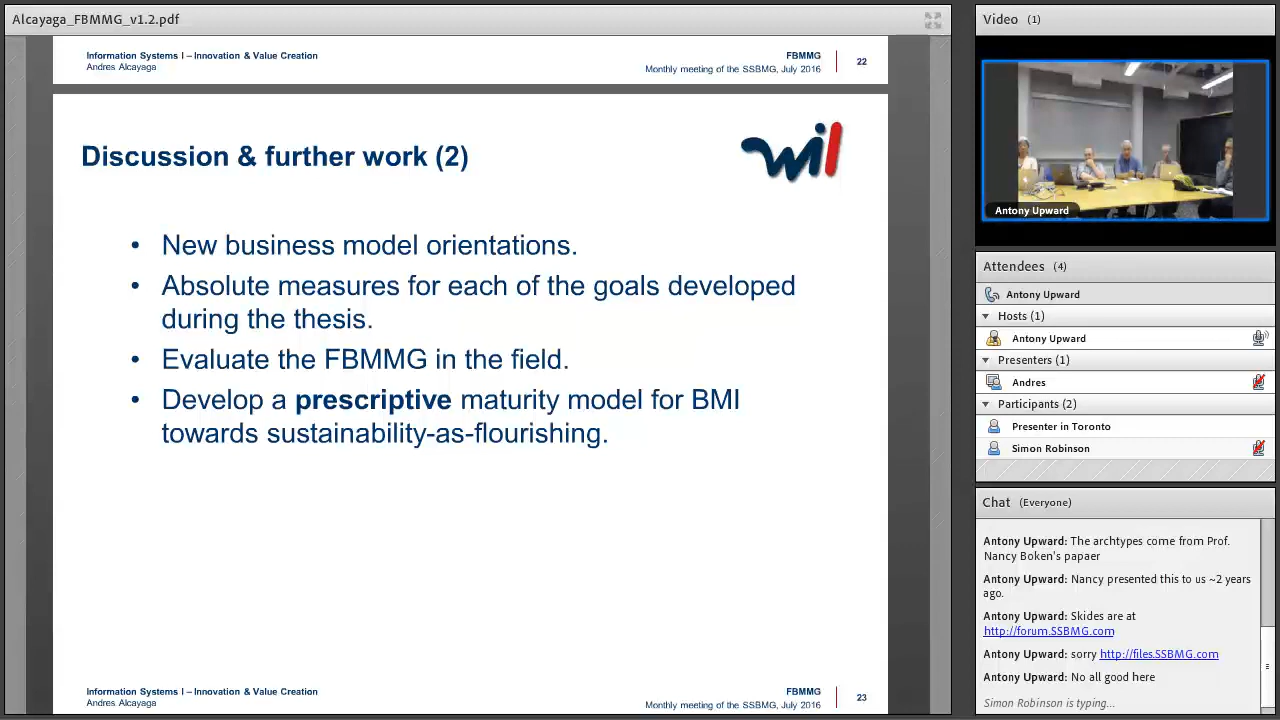 Alcayaga_FBMMG_v1.2.pdf
Information Systems I – Innovation & Value Creation
Andres Alcayaga
FBMMG
Monthly meeting of the SSBMG, July 2016
22
Discussion & further work (2)
wil
• New business model orientations.
• Absolute measures for each of the goals developed
during the thesis.
• Evaluate the FBMMG in the field.
• Develop a prescriptive maturity model for BMI
towards sustainability-as-flourishing.
Information Systems I – Innovation & Value Creation
Andres Alcayaga
FBMMG
Monthly meeting of the SSBMG, July 2016
23
Video (1)
Antony Upward
Attendees (4)
Antony Upward
Hosts (1)
Antony Upward
Presenters (1)
Andres
Participants (2)
Presenter in Toronto
Simon Robinson
Chat (Everyone)
Antony Upward: The archtypes come from Prof.
Nancy Boken's papaer
Antony Upward: Nancy presented this to us ~2 years
ago.
Antony Upward: Skides are at
http://forum.SSBMG.com
Antony Upward: sorry http://files.SSBMG.com
Antony Upward: No all good here
Simon Robinson is typing...